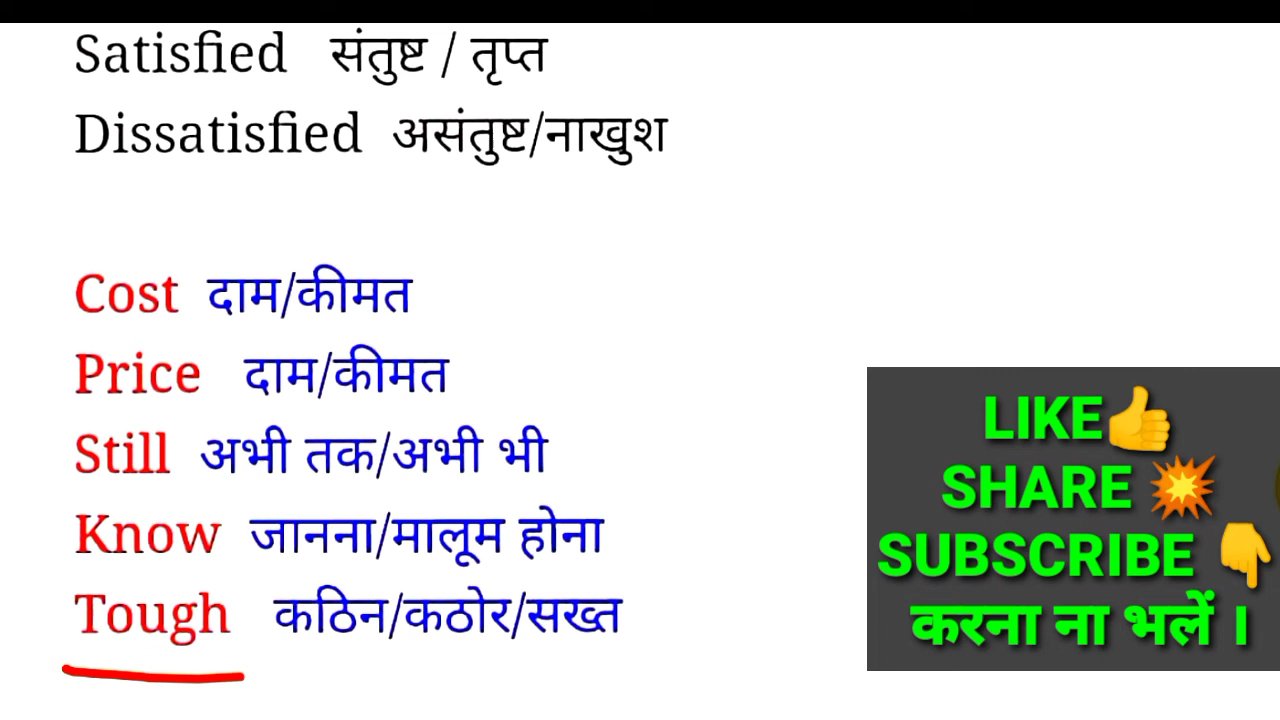 Satisfied संतुष्ट / तृप्त
Dissatisfied असंतुष्ट/नाखुश
Cost दाम/कीमत
Price दाम/कीमत
Still अभी तक/अभी भी
Know जानना/मालूम होना
Tough कठिन/कठोर/सख्त
LIKE👍
SHARE 💥
SUBSCRIBE 👇
करना ना भलें ।